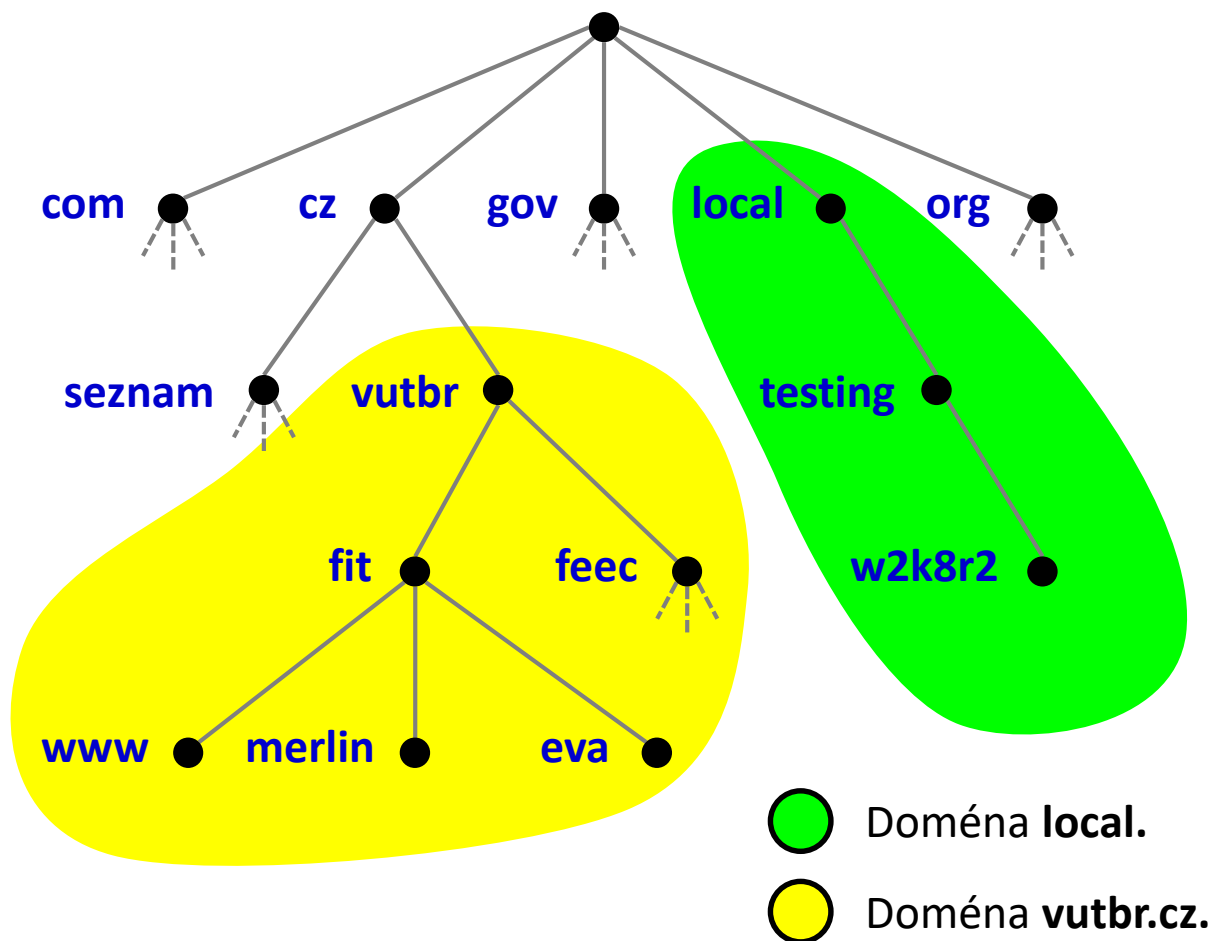 com cz gov local org
seznam vutbr testing
fit feec w2k8r2
www merlin eva
Doména local.
Doména vutbr.cz.